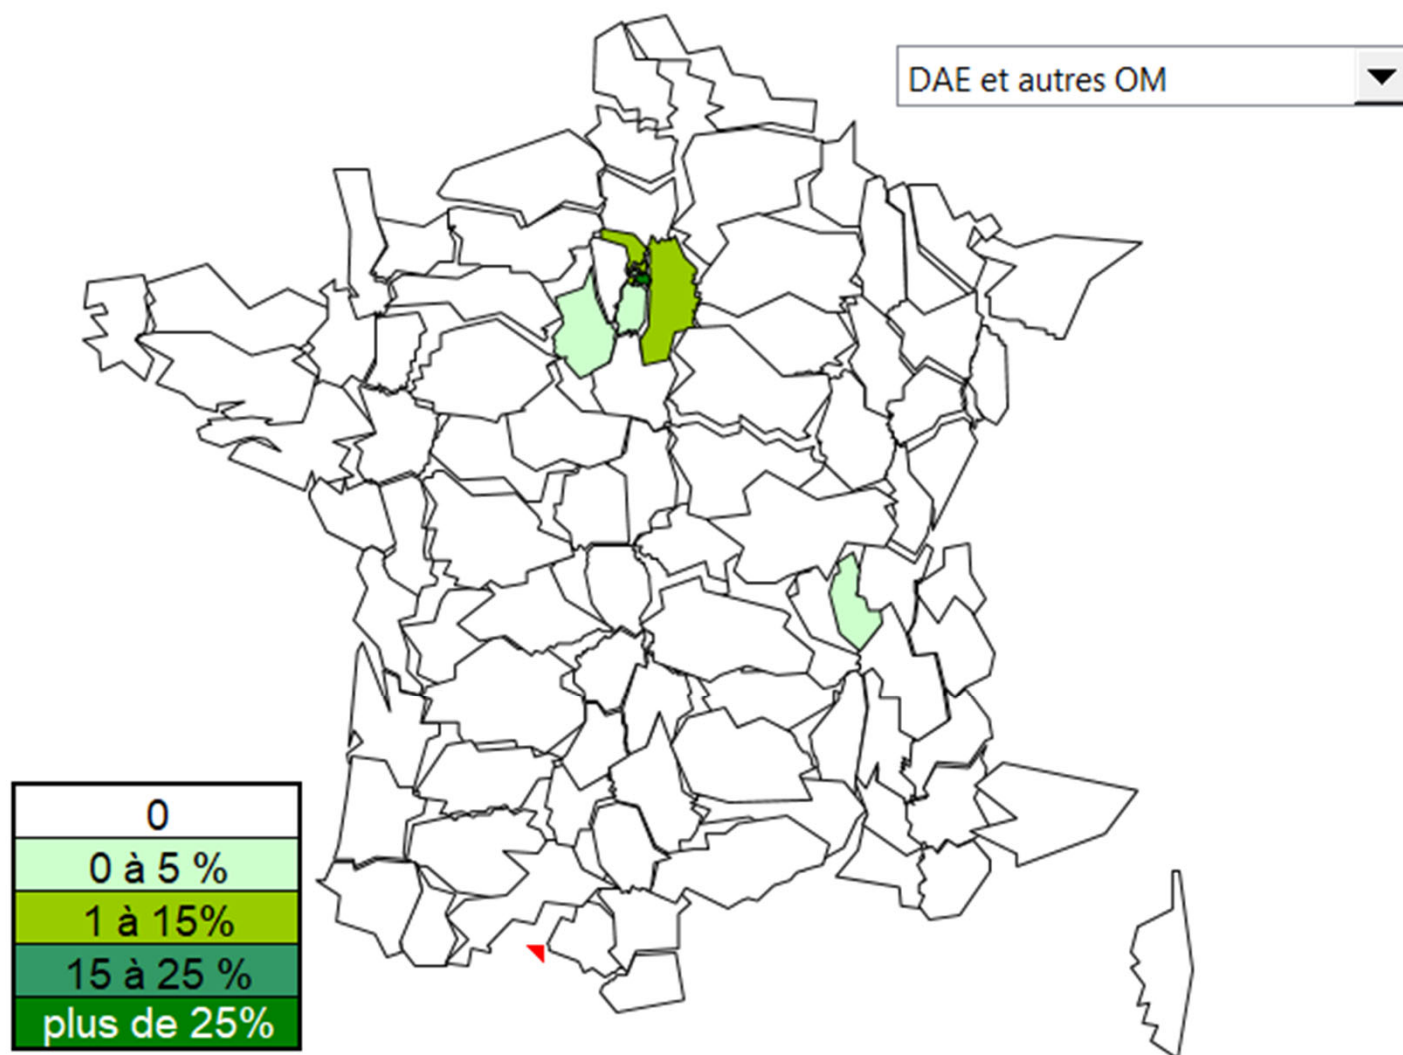 DAE et autres OM
0
0 à 5 %
1 à 15%
15 à 25 %
plus de 25%